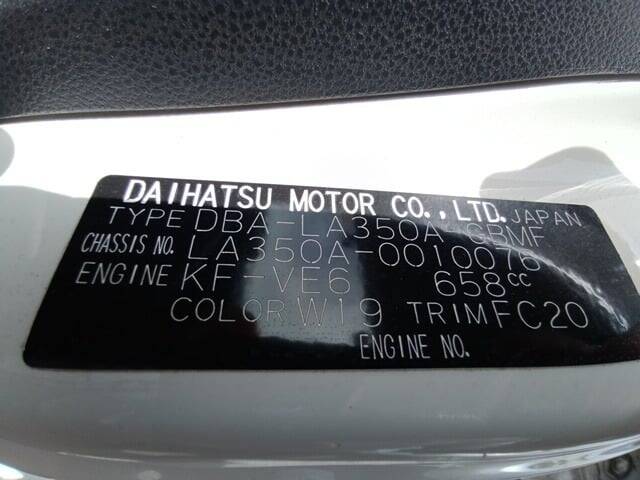 DAIHATSU MOTOR CO., LTD. JAPAN
TYPE DBA-LA350A-GBMF
CHASSIS NO. LA350A-0010076
ENGINE KF-VE6 658cc
COLOR W19 TRIM FC20
ENGINE NO.